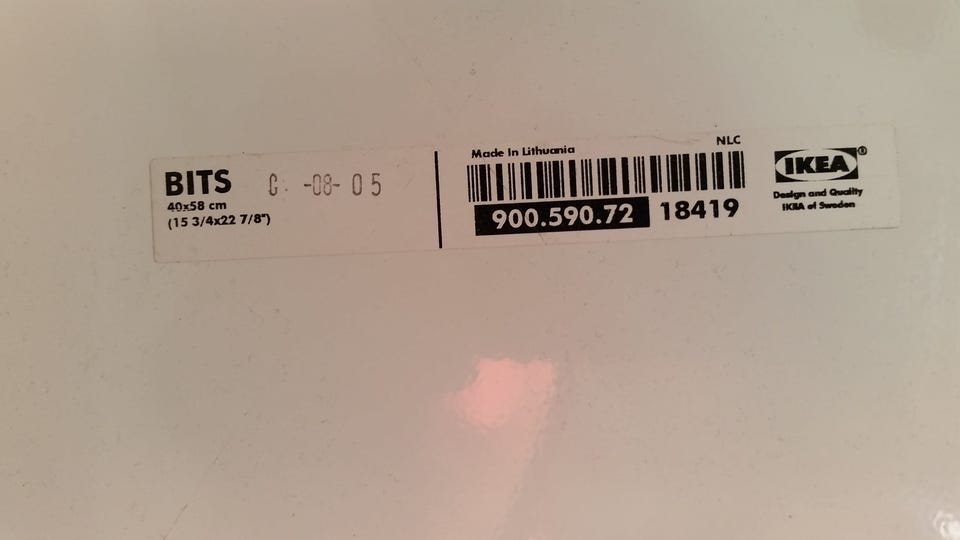 BITS
-08- 05
40x58 cm
(15 3/4x22 7/8")
Made In Lithuania
NLC
900.590.72
18419
IKEA®
Design and Quality
IKEA of Sweden